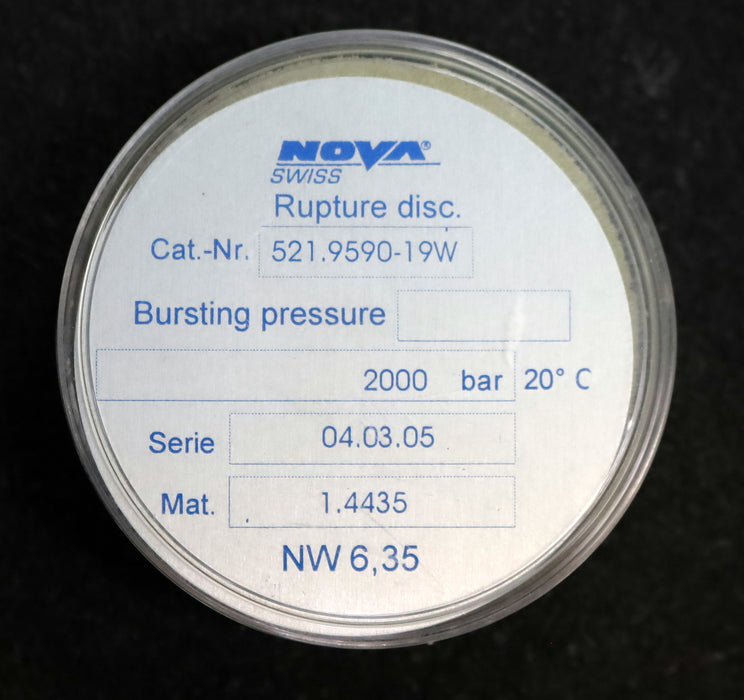 NOVA®
SWISS
Rupture disc.
Cat.-Nr. 521.9590-19W
Bursting pressure
2000 bar 20° C
Serie 04.03.05
Mat. 1.4435
NW 6,35